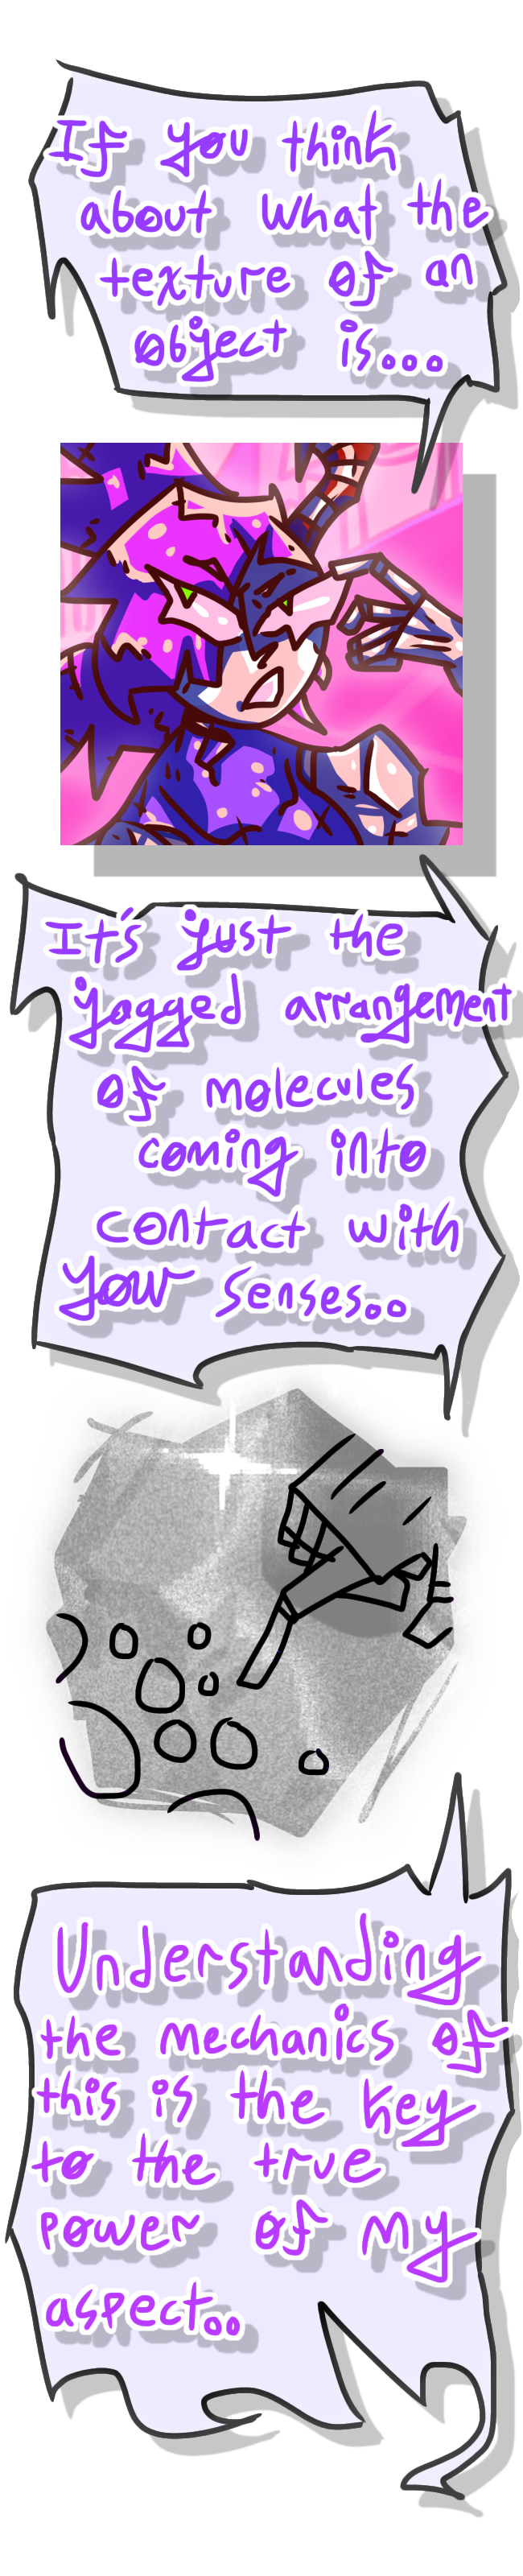 If you think
about what the
texture of an
object is...
It's just the
jagged arrangement
of molecules
coming into
contact with
your senses..
Understanding
the mechanics of
this is the key
to the true
power of my
aspect..